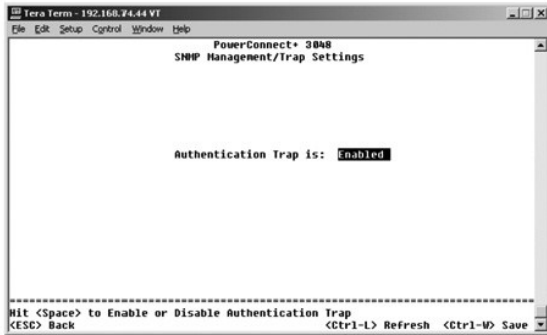 Tera Term - 192.168.74.44 VT
File Edit Setup Control Window Help
PowerConnect+ 3048
SNMP Management/Trap Settings
Authentication Trap is: Enabled
Hit <Space> to Enable or Disable Authentication Trap
<ESC> Back <Ctrl-L> Refresh <Ctrl-W> Save